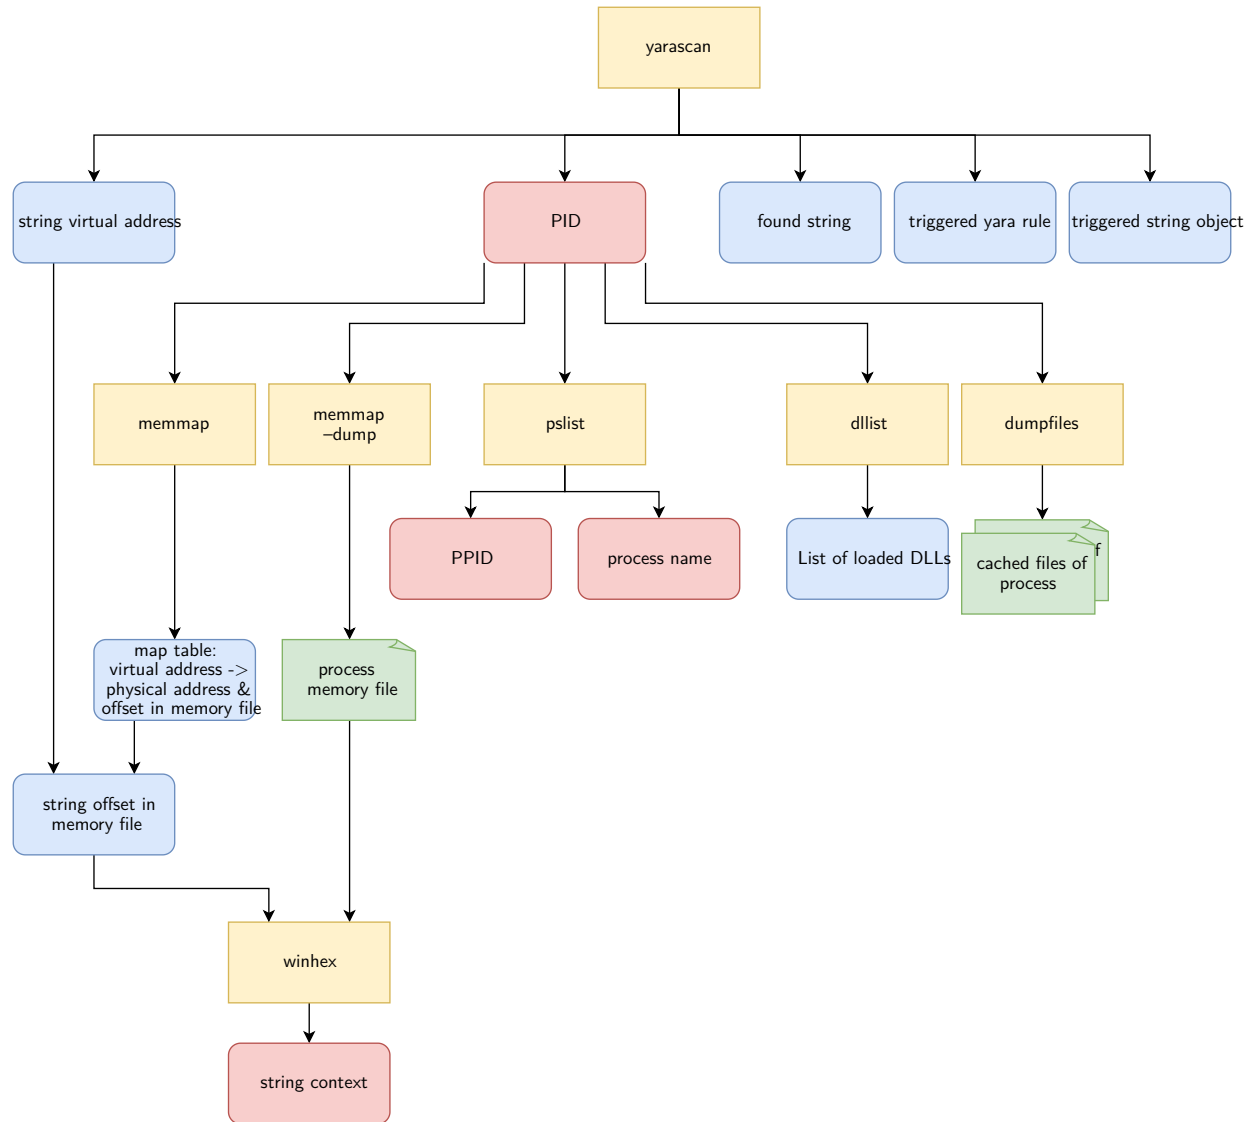 yarascan
string virtual address
PID
found string
triggered yara rule
triggered string object
memmap
memmap
–dump
pslist
dllist
dumpfiles
PPID
process name
List of loaded DLLs
f
cached files of
process
map table:
virtual address ->
physical address &
offset in memory file
process
memory file
string offset in
memory file
winhex
string context